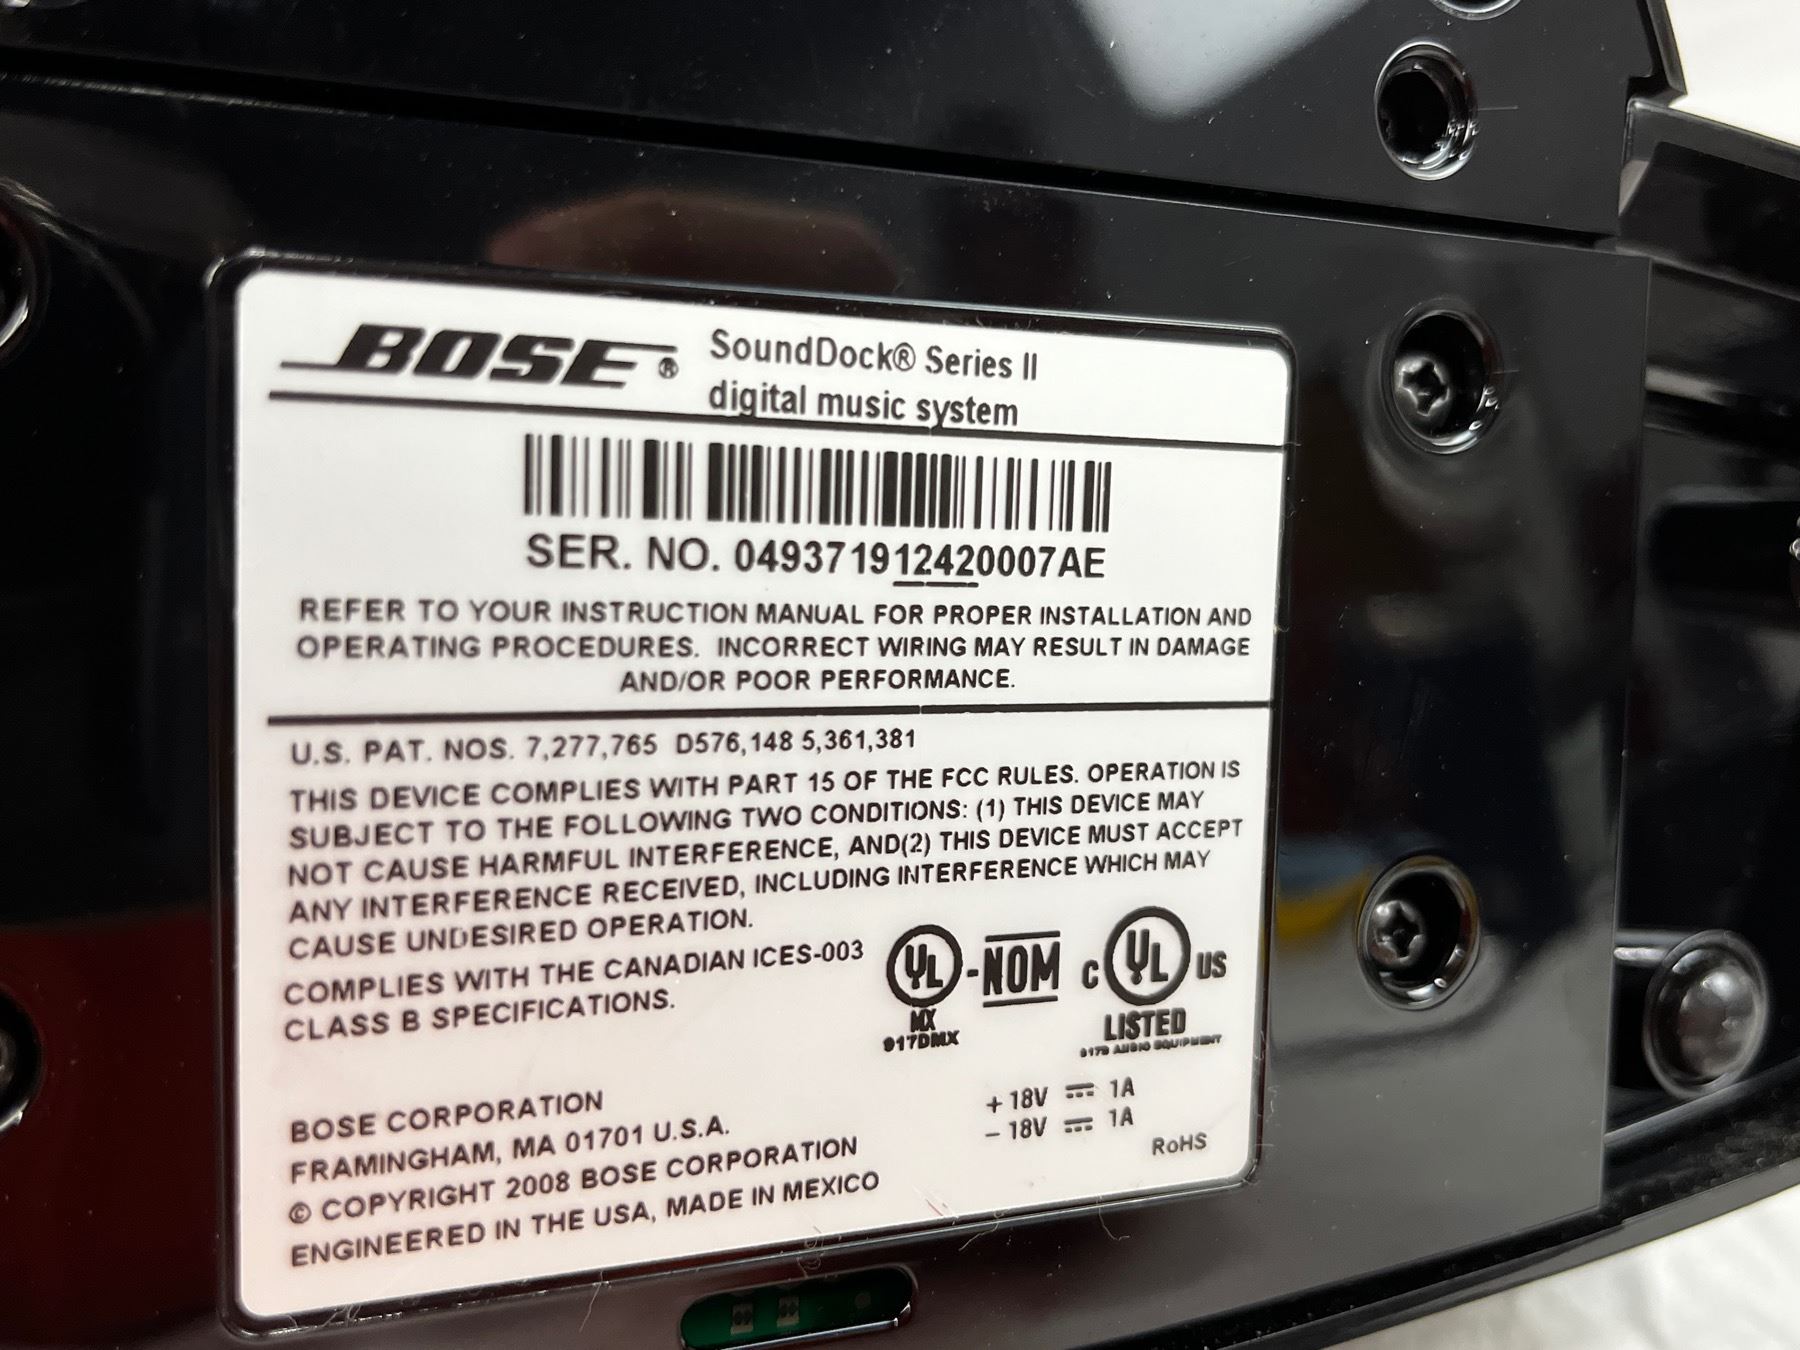 BOSE® SoundDock® Series II
digital music system
SER. NO. 049371912420007AE
REFER TO YOUR INSTRUCTION MANUAL FOR PROPER INSTALLATION AND
OPERATING PROCEDURES. INCORRECT WIRING MAY RESULT IN DAMAGE
AND/OR POOR PERFORMANCE.
U.S. PAT. NOS. 7,277,765 D576,148 5,361,381
THIS DEVICE COMPLIES WITH PART 15 OF THE FCC RULES. OPERATION IS
SUBJECT TO THE FOLLOWING TWO CONDITIONS: (1) THIS DEVICE MAY
NOT CAUSE HARMFUL INTERFERENCE, AND(2) THIS DEVICE MUST ACCEPT
ANY INTERFERENCE RECEIVED, INCLUDING INTERFERENCE WHICH MAY
CAUSE UNDESIRED OPERATION.
COMPLIES WITH THE CANADIAN ICES-003
CLASS B SPECIFICATIONS.
UL -NOM C UL US
MX LISTED
917DMX 917D AUDIO EQUIPMENT
+ 18V ⎓ 1A
– 18V ⎓ 1A
RoHS
BOSE CORPORATION
FRAMINGHAM, MA 01701 U.S.A.
© COPYRIGHT 2008 BOSE CORPORATION
ENGINEERED IN THE USA, MADE IN MEXICO